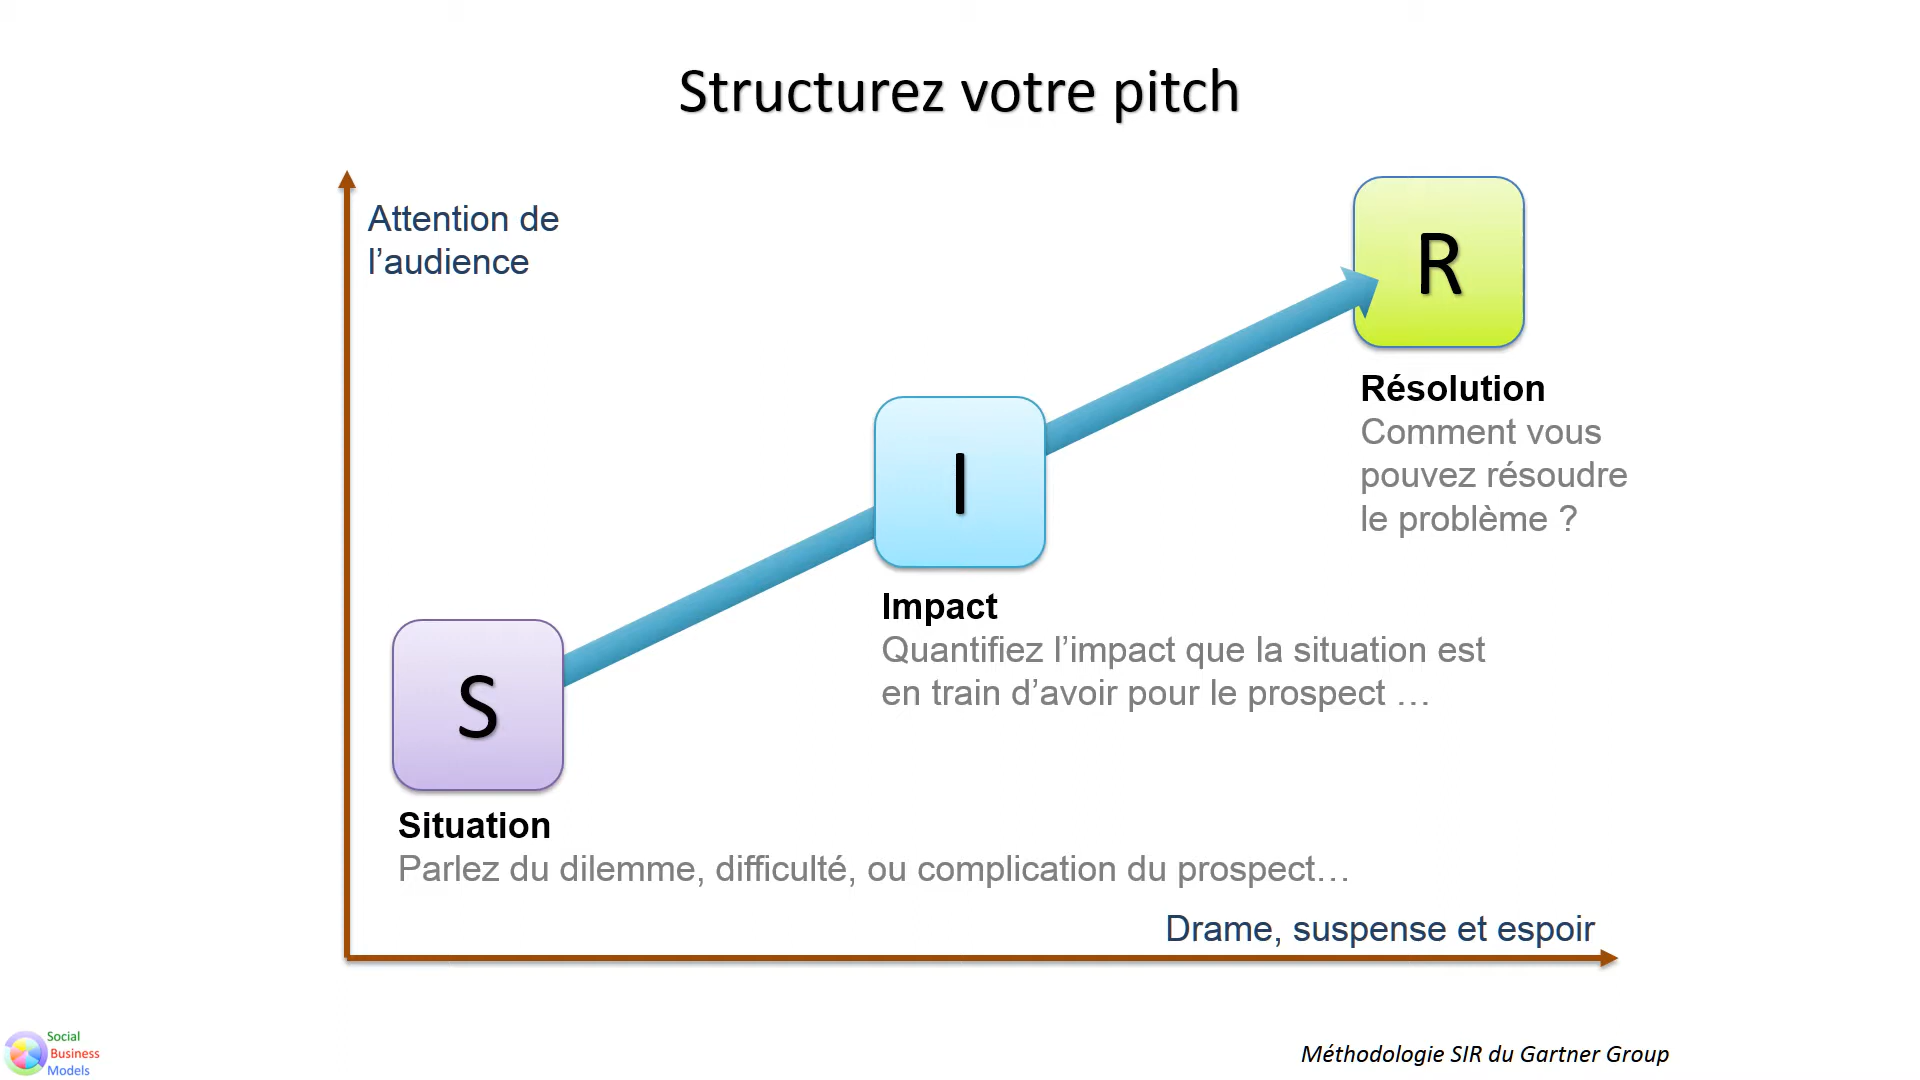 Structurez votre pitch
Attention de
l’audience
R
Résolution
Comment vous
pouvez résoudre
le problème ?
I
Impact
Quantifiez l’impact que la situation est
en train d’avoir pour le prospect …
S
Situation
Parlez du dilemme, difficulté, ou complication du prospect…
Drame, suspense et espoir
Social
Business
Models
Méthodologie SIR du Gartner Group